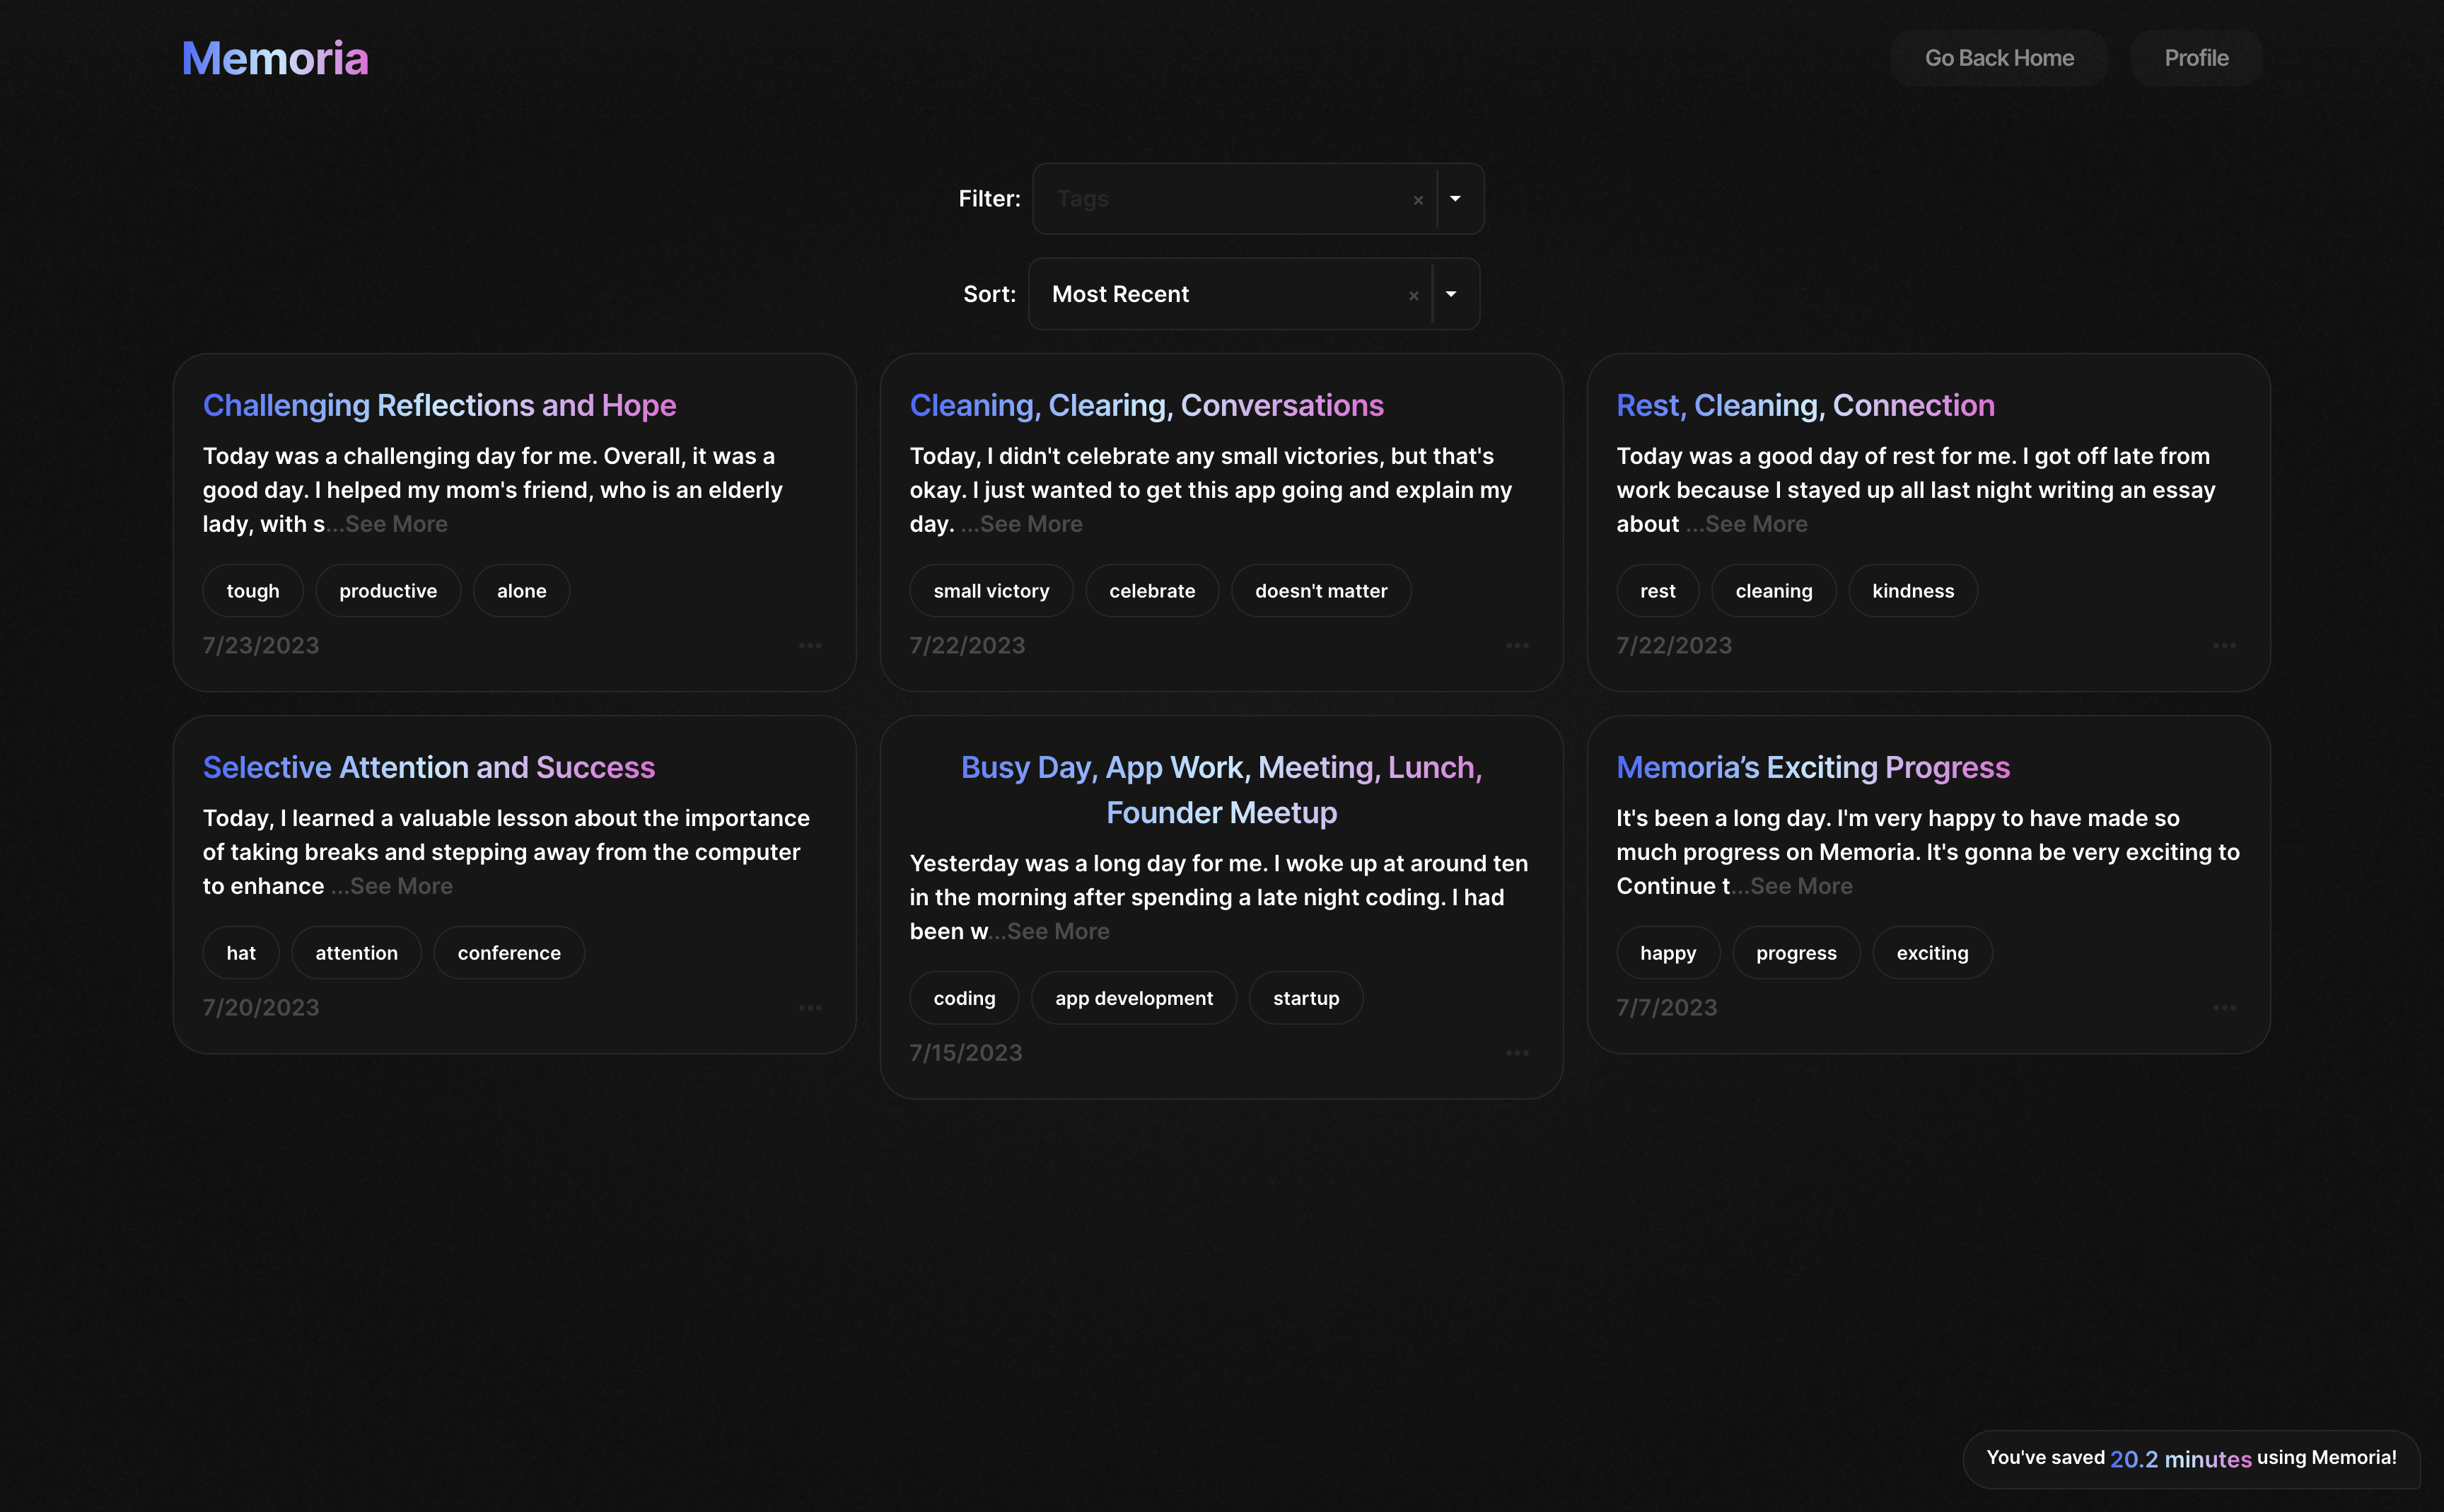 Memoria
Go Back Home
Profile
Filter:
Tags
×
Sort:
Most Recent
×
Challenging Reflections and Hope
Today was a challenging day for me. Overall, it was a
good day. I helped my mom's friend, who is an elderly
lady, with s...See More
tough
productive
alone
7/23/2023
Cleaning, Clearing, Conversations
Today, I didn't celebrate any small victories, but that's
okay. I just wanted to get this app going and explain my
day. ...See More
small victory
celebrate
doesn't matter
7/22/2023
Rest, Cleaning, Connection
Today was a good day of rest for me. I got off late from
work because I stayed up all last night writing an essay
about ...See More
rest
cleaning
kindness
7/22/2023
Selective Attention and Success
Today, I learned a valuable lesson about the importance
of taking breaks and stepping away from the computer
to enhance ...See More
hat
attention
conference
7/20/2023
Busy Day, App Work, Meeting, Lunch,
Founder Meetup
Yesterday was a long day for me. I woke up at around ten
in the morning after spending a late night coding. I had
been w...See More
coding
app development
startup
7/15/2023
Memoria’s Exciting Progress
It's been a long day. I'm very happy to have made so
much progress on Memoria. It's gonna be very exciting to
Continue t...See More
happy
progress
exciting
7/7/2023
You've saved 20.2 minutes using Memoria!